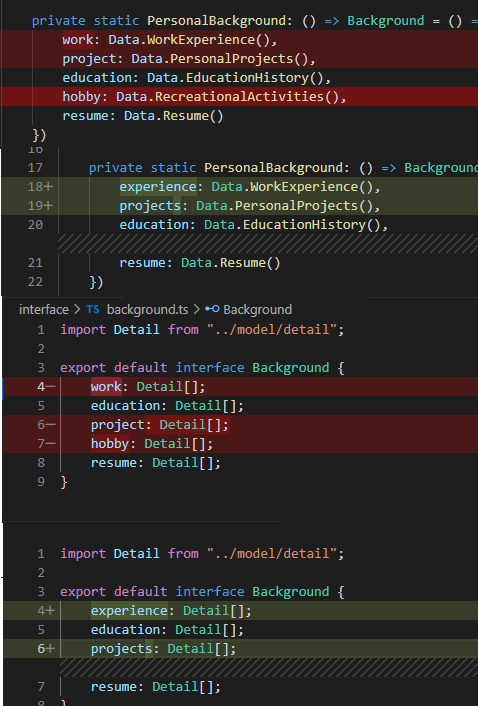 private static PersonalBackground: () => Background = () =
work: Data.WorkExperience(),
project: Data.PersonalProjects(),
education: Data.EducationHistory(),
hobby: Data.RecreationalActivities(),
resume: Data.Resume()
})
16
17 private static PersonalBackground: () => Background
18+ experience: Data.WorkExperience(),
19+ projects: Data.PersonalProjects(),
20 education: Data.EducationHistory(),
21 resume: Data.Resume()
22 })
interface > TS background.ts > Background
1 import Detail from "../model/detail";
2
3 export default interface Background {
4− work: Detail[];
5 education: Detail[];
6− project: Detail[];
7− hobby: Detail[];
8 resume: Detail[];
9 }
1 import Detail from "../model/detail";
2
3 export default interface Background {
4+ experience: Detail[];
5 education: Detail[];
6+ projects: Detail[];
7 resume: Detail[];
8 }